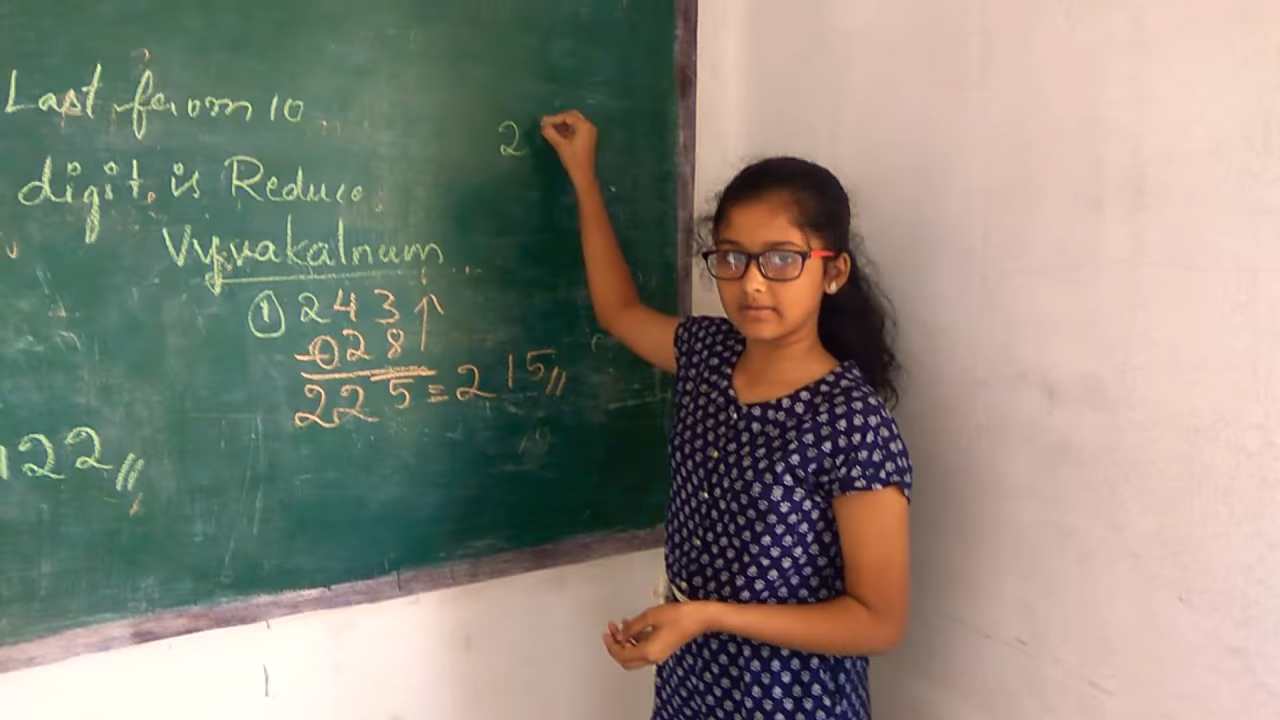 Last from 10
digit is Reduce
Vyvakalnum
① 243 ↑
-028
225 = 215 //
122 //
2